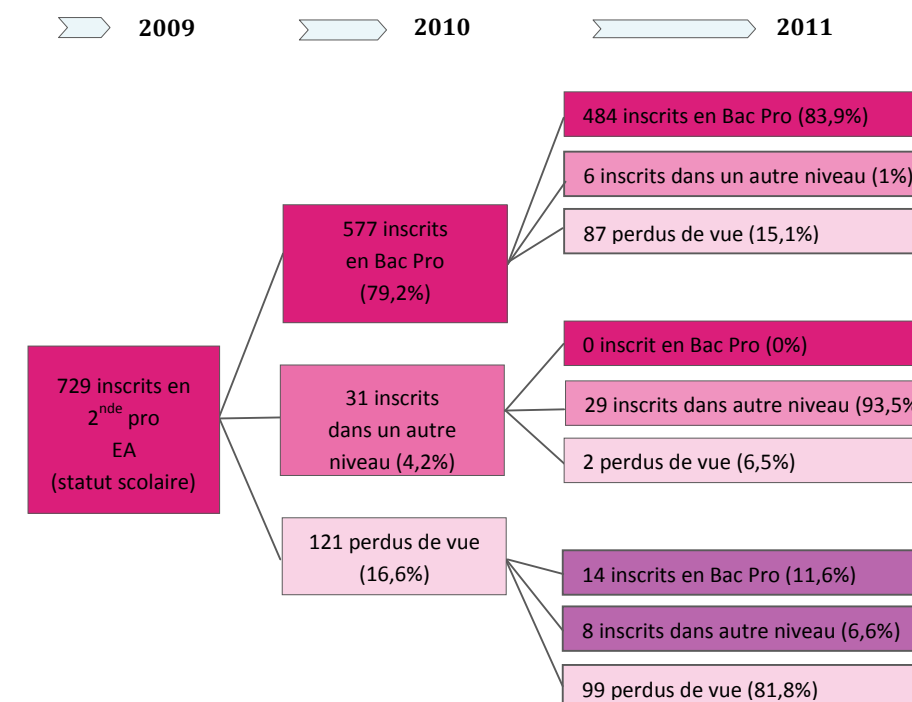 2009
2010
2011
729 inscrits en
2nde pro
EA
(statut scolaire)
577 inscrits
en Bac Pro
(79,2%)
31 inscrits
dans un autre
niveau (4,2%)
121 perdus de vue
(16,6%)
484 inscrits en Bac Pro (83,9%)
6 inscrits dans un autre niveau (1%)
87 perdus de vue (15,1%)
0 inscrit en Bac Pro (0%)
29 inscrits dans autre niveau (93,5%
2 perdus de vue (6,5%)
14 inscrits en Bac Pro (11,6%)
8 inscrits dans autre niveau (6,6%)
99 perdus de vue (81,8%)